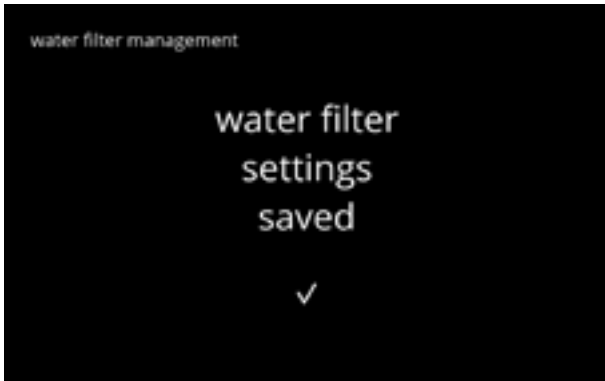 water filter management
water filter
settings
saved
✓